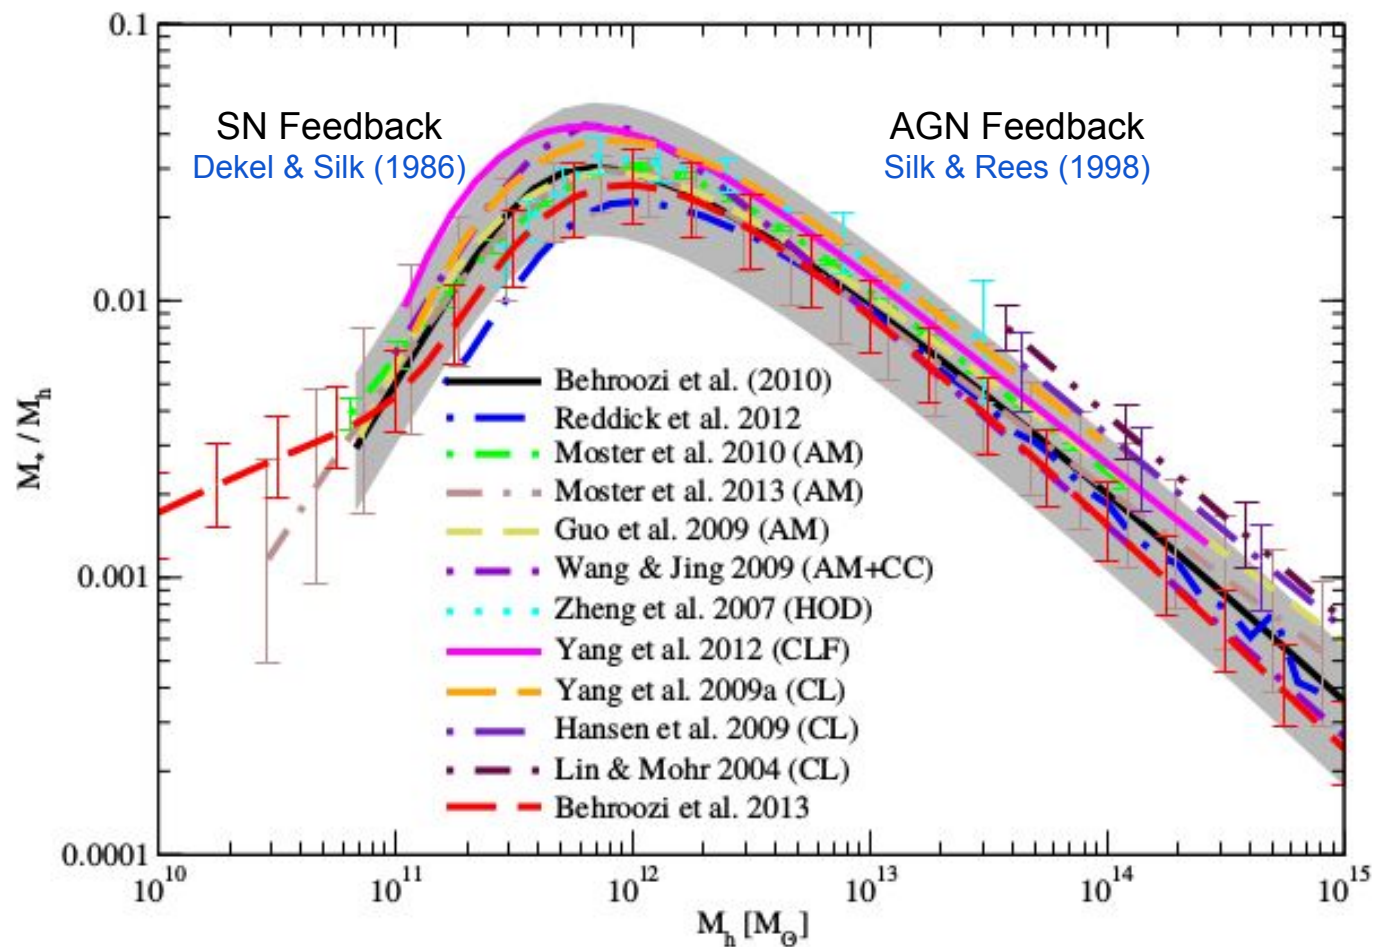 0.1
SN Feedback
Dekel & Silk (1986)
AGN Feedback
Silk & Rees (1998)
0.01
M* / Mh
Behroozi et al. (2010)
Reddick et al. 2012
Moster et al. 2010 (AM)
Moster et al. 2013 (AM)
Guo et al. 2009 (AM)
Wang & Jing 2009 (AM+CC)
Zheng et al. 2007 (HOD)
Yang et al. 2012 (CLF)
Yang et al. 2009a (CL)
Hansen et al. 2009 (CL)
Lin & Mohr 2004 (CL)
Behroozi et al. 2013
0.001
0.0001
10^10 10^11 10^12 10^13 10^14 10^15
Mh [M⊙]